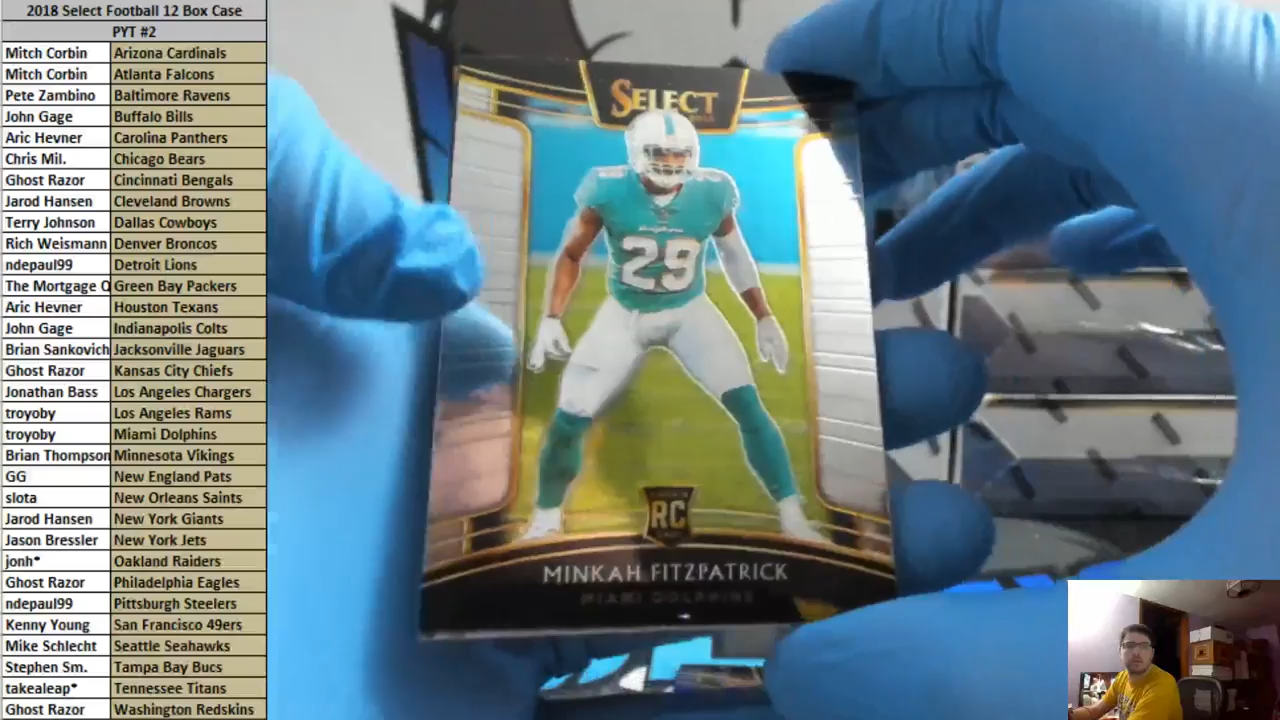 2018 Select Football 12 Box Case
PYT #2
Mitch Corbin Arizona Cardinals
Mitch Corbin Atlanta Falcons
Pete Zambino Baltimore Ravens
John Gage Buffalo Bills
Aric Hevner Carolina Panthers
Chris Mil. Chicago Bears
Ghost Razor Cincinnati Bengals
Jarod Hansen Cleveland Browns
Terry Johnson Dallas Cowboys
Rich Weismann Denver Broncos
ndepaul99 Detroit Lions
The Mortgage Q Green Bay Packers
Aric Hevner Houston Texans
John Gage Indianapolis Colts
Brian Sankovich Jacksonville Jaguars
Ghost Razor Kansas City Chiefs
Jonathan Bass Los Angeles Chargers
troyoby Los Angeles Rams
troyoby Miami Dolphins
Brian Thompson Minnesota Vikings
GG New England Pats
slota New Orleans Saints
Jarod Hansen New York Giants
Jason Bressler New York Jets
jonh* Oakland Raiders
Ghost Razor Philadelphia Eagles
ndepaul99 Pittsburgh Steelers
Kenny Young San Francisco 49ers
Mike Schlecht Seattle Seahawks
Stephen Sm. Tampa Bay Bucs
takealeap* Tennessee Titans
Ghost Razor Washington Redskins
SELECT
29
RC
MINKAH FITZPATRICK
MIAMI DOLPHINS